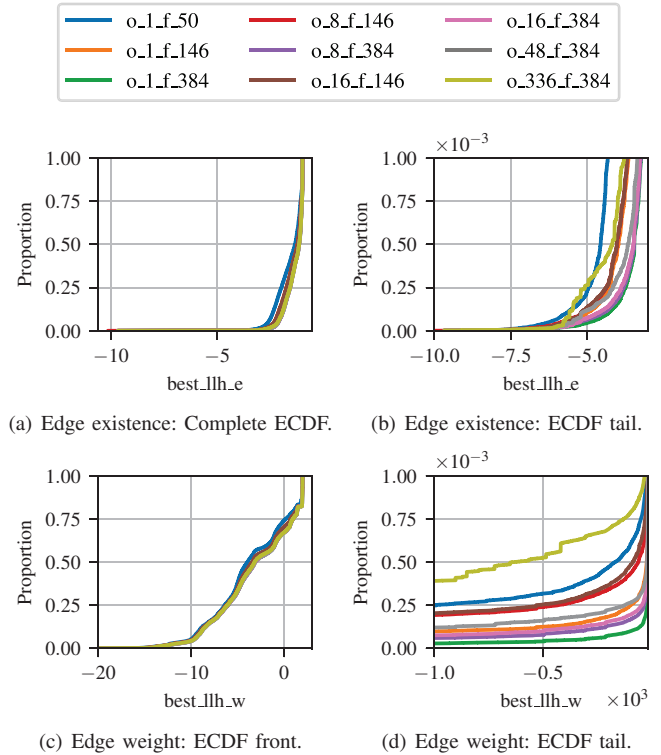 o_1_f_50 o_8_f_146 o_16_f_384
o_1_f_146 o_8_f_384 o_48_f_384
o_1_f_384 o_16_f_146 o_336_f_384
×10⁻³
1.00 1.00
0.75 0.75
0.50 0.50
0.25 0.25
0.00 0.00
Proportion Proportion
−10 −5 −10.0 −7.5 −5.0
best_llh_e best_llh_e
(a) Edge existence: Complete ECDF. (b) Edge existence: ECDF tail.
×10⁻³
1.00 1.00
0.75 0.75
0.50 0.50
0.25 0.25
0.00 0.00
Proportion Proportion
−20 −10 0 −1.0 −0.5
best_llh_w best_llh_w ×10³
(c) Edge weight: ECDF front. (d) Edge weight: ECDF tail.